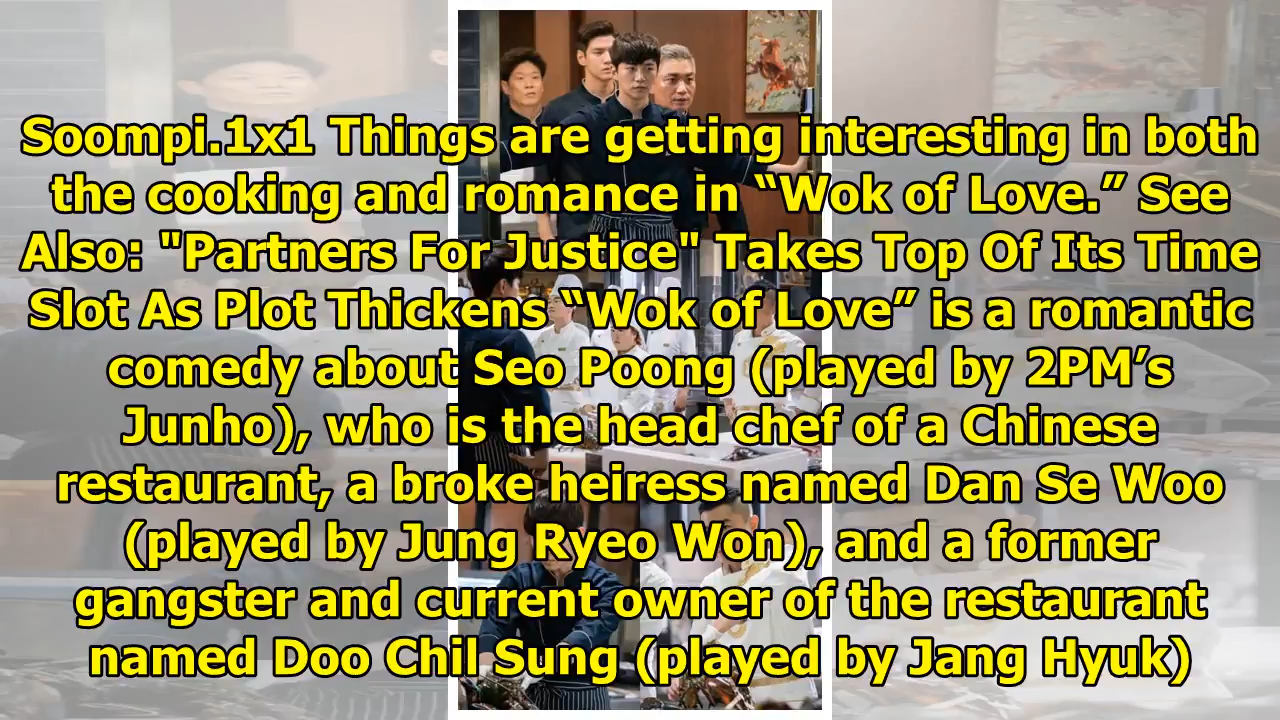 Soompi.1x1 Things are getting interesting in both
the cooking and romance in “Wok of Love.” See
Also: "Partners For Justice" Takes Top Of Its Time
Slot As Plot Thickens “Wok of Love” is a romantic
comedy about Seo Poong (played by 2PM’s
Junho), who is the head chef of a Chinese
restaurant, a broke heiress named Dan Se Woo
(played by Jung Ryeo Won), and a former
gangster and current owner of the restaurant
named Doo Chil Sung (played by Jang Hyuk)